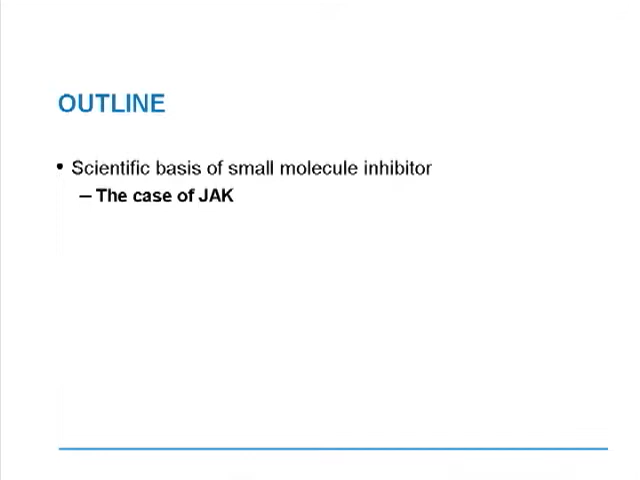 OUTLINE
• Scientific basis of small molecule inhibitor
– The case of JAK